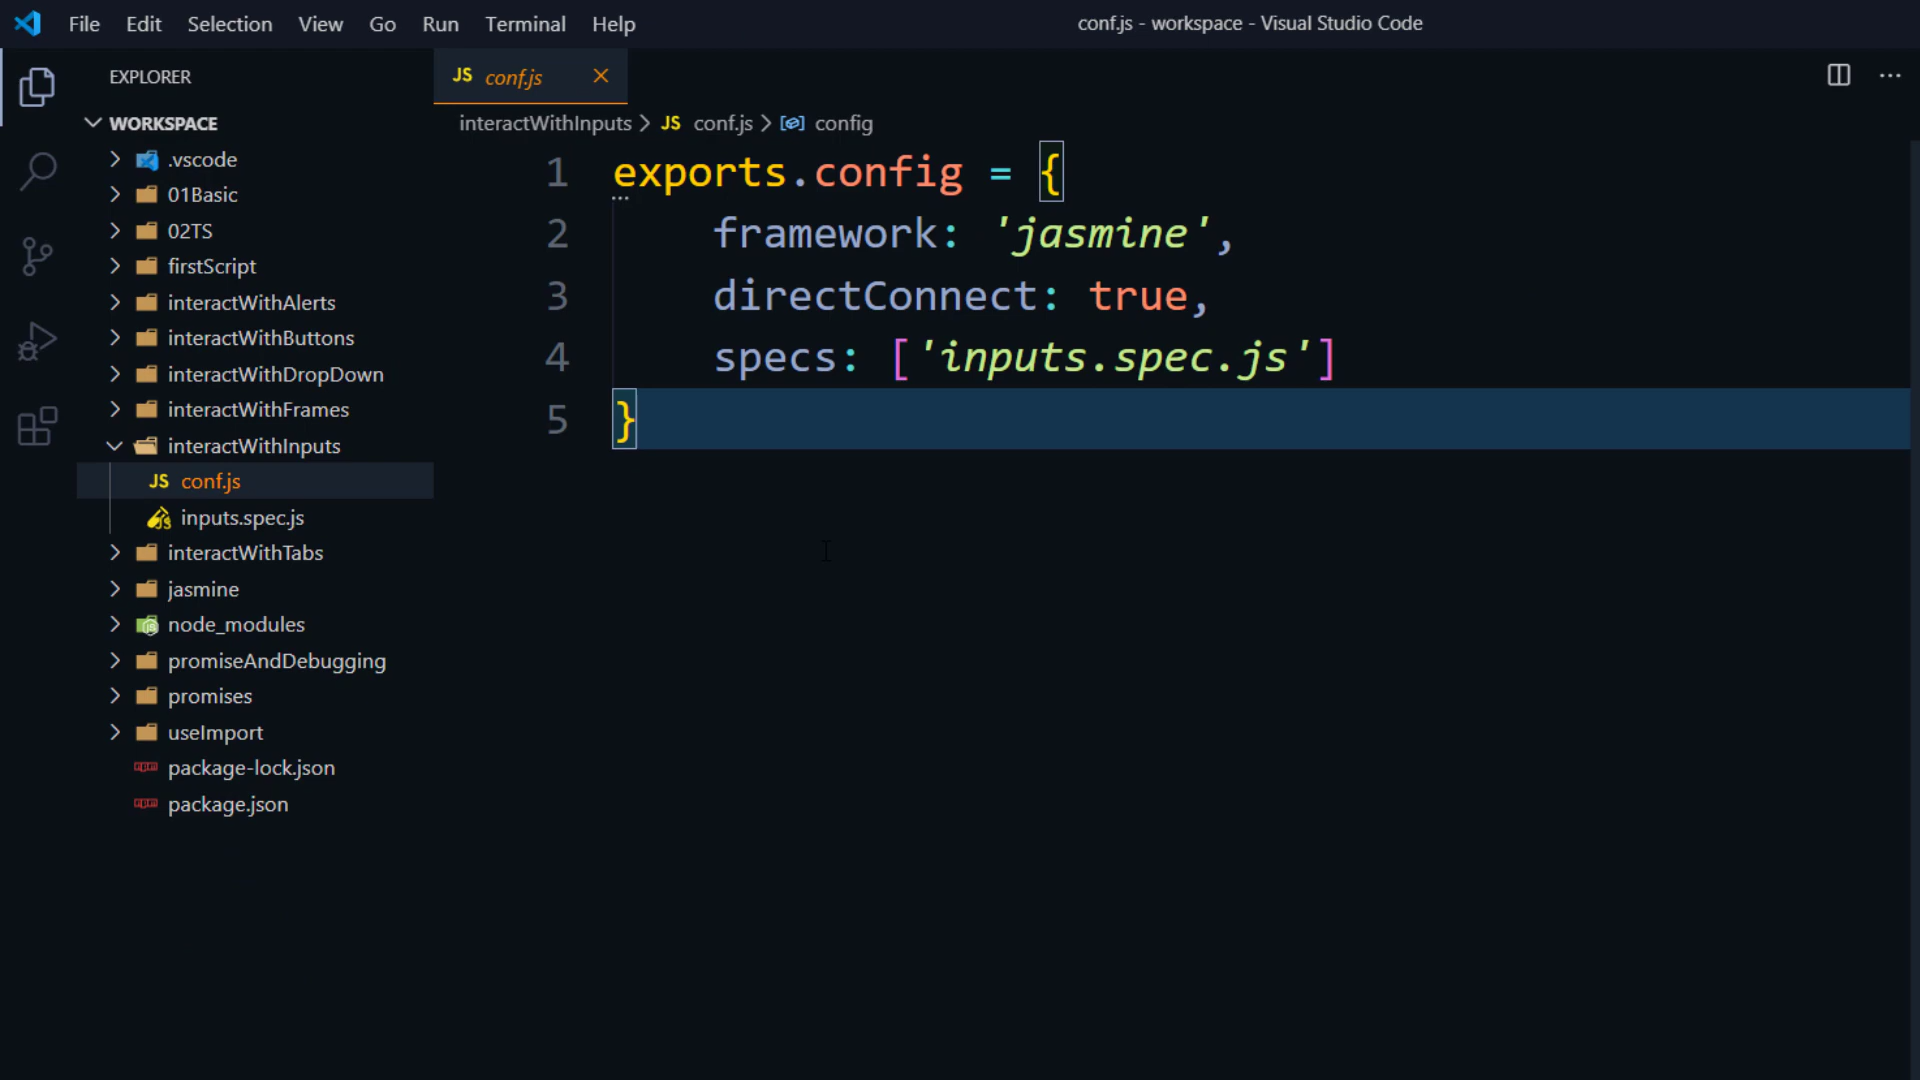 File Edit Selection View Go Run Terminal Help conf.js - workspace - Visual Studio Code
EXPLORER
JS conf.js
WORKSPACE
interactWithInputs JS conf.js config
.vscode
01Basic
02TS
firstScript
interactWithAlerts
interactWithButtons
interactWithDropDown
interactWithFrames
interactWithInputs
JS conf.js
inputs.spec.js
interactWithTabs
jasmine
node_modules
promiseAndDebugging
promises
useImport
package-lock.json
package.json
1 exports.config = {
2 framework: 'jasmine',
3 directConnect: true,
4 specs: ['inputs.spec.js']
5 }